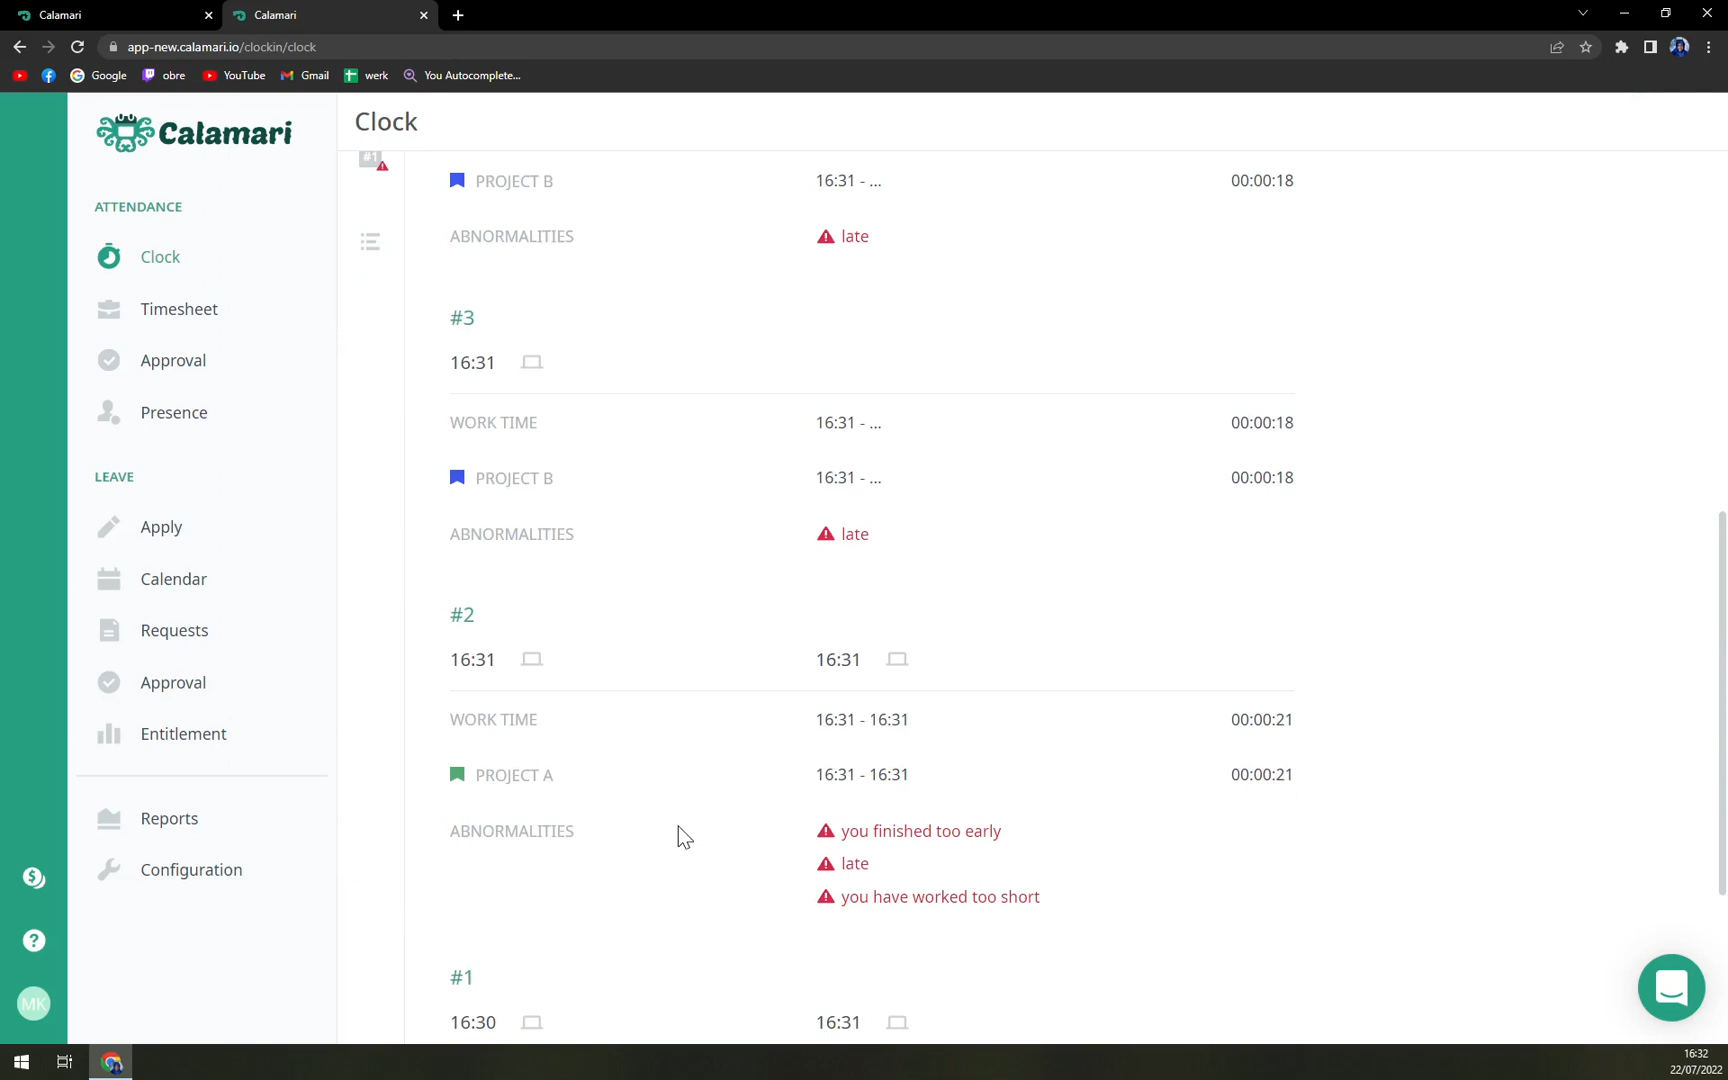 Calamari
Calamari
app-new.calamari.io/clockin/clock
Google
obre
YouTube
Gmail
werk
You Autocomplete...
Calamari
ATTENDANCE
Clock
Timesheet
Approval
Presence
LEAVE
Apply
Calendar
Requests
Approval
Entitlement
Reports
Configuration
$
?
MK
Clock
#1
PROJECT B 16:31 - ... 00:00:18
ABNORMALITIES late
#3
16:31
WORK TIME 16:31 - ... 00:00:18
PROJECT B 16:31 - ... 00:00:18
ABNORMALITIES late
#2
16:31 16:31
WORK TIME 16:31 - 16:31 00:00:21
PROJECT A 16:31 - 16:31 00:00:21
ABNORMALITIES you finished too early
late
you have worked too short
#1
16:30 16:31
16:32
22/07/2022